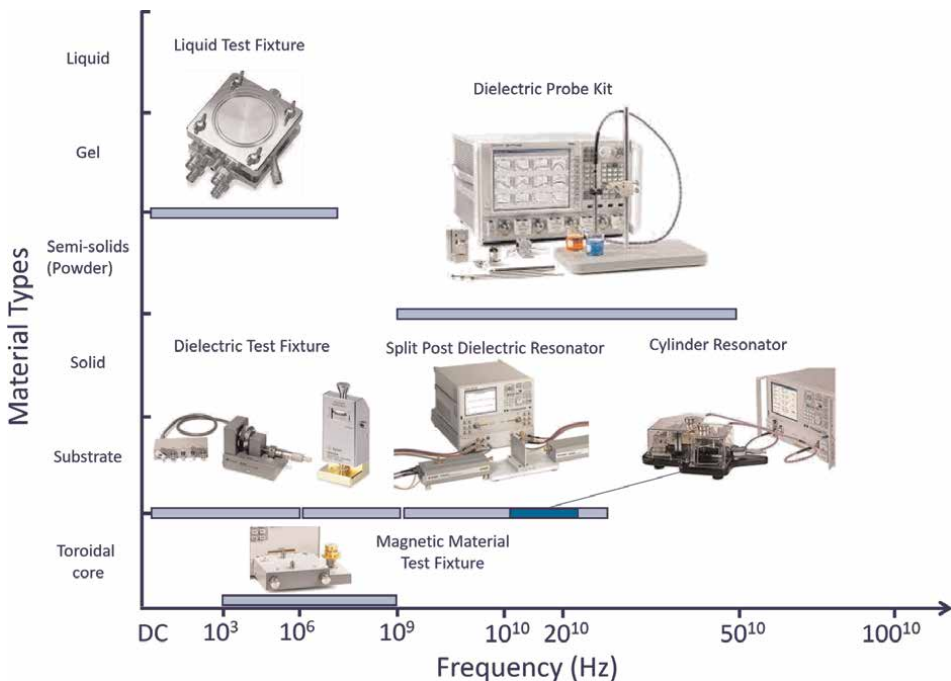 Liquid
Liquid Test Fixture
Dielectric Probe Kit
Gel
Semi-solids
(Powder)
Material Types
Solid
Dielectric Test Fixture
Split Post Dielectric Resonator
Cylinder Resonator
Substrate
Toroidal
core
Magnetic Material
Test Fixture
DC
10³
10⁶
10⁹
10¹⁰
20¹⁰
50¹⁰
100¹⁰
Frequency (Hz)